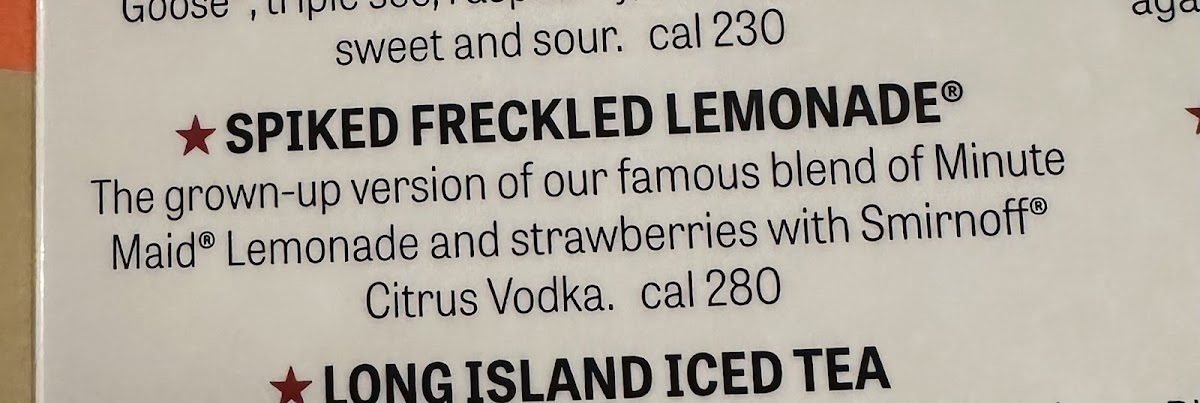 Goose
sweet and sour. cal 230
★ SPIKED FRECKLED LEMONADE®
The grown-up version of our famous blend of Minute
Maid® Lemonade and strawberries with Smirnoff®
Citrus Vodka. cal 280
★ LONG ISLAND ICED TEA